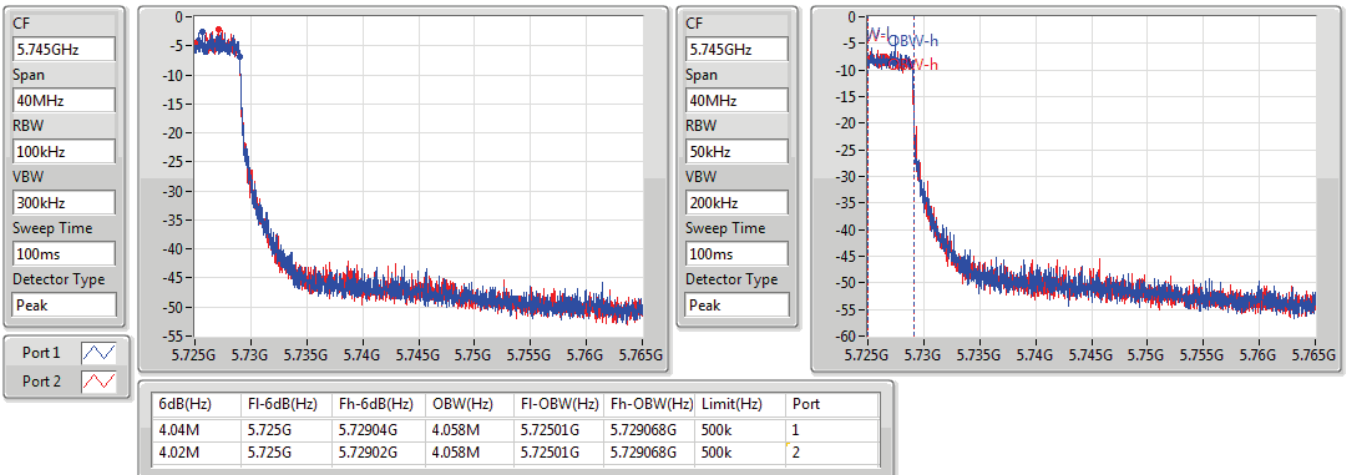 CF
5.745GHz
Span
40MHz
RBW
100kHz
VBW
300kHz
Sweep Time
100ms
Detector Type
Peak
Port 1
Port 2
0
-5
-10
-15
-20
-25
-30
-35
-40
-45
-50
-55
5.725G 5.73G 5.735G 5.74G 5.745G 5.75G 5.755G 5.76G 5.765G
CF
5.745GHz
Span
40MHz
RBW
50kHz
VBW
200kHz
Sweep Time
100ms
Detector Type
Peak
0
-5
-10
-15
-20
-25
-30
-35
-40
-45
-50
-55
-60
OBW-h
5.725G 5.73G 5.735G 5.74G 5.745G 5.75G 5.755G 5.76G 5.765G
6dB(Hz) Fl-6dB(Hz) Fh-6dB(Hz) OBW(Hz) Fl-OBW(Hz) Fh-OBW(Hz) Limit(Hz) Port
4.04M 5.725G 5.72904G 4.058M 5.72501G 5.729068G 500k 1
4.02M 5.725G 5.72902G 4.058M 5.72501G 5.729068G 500k 2